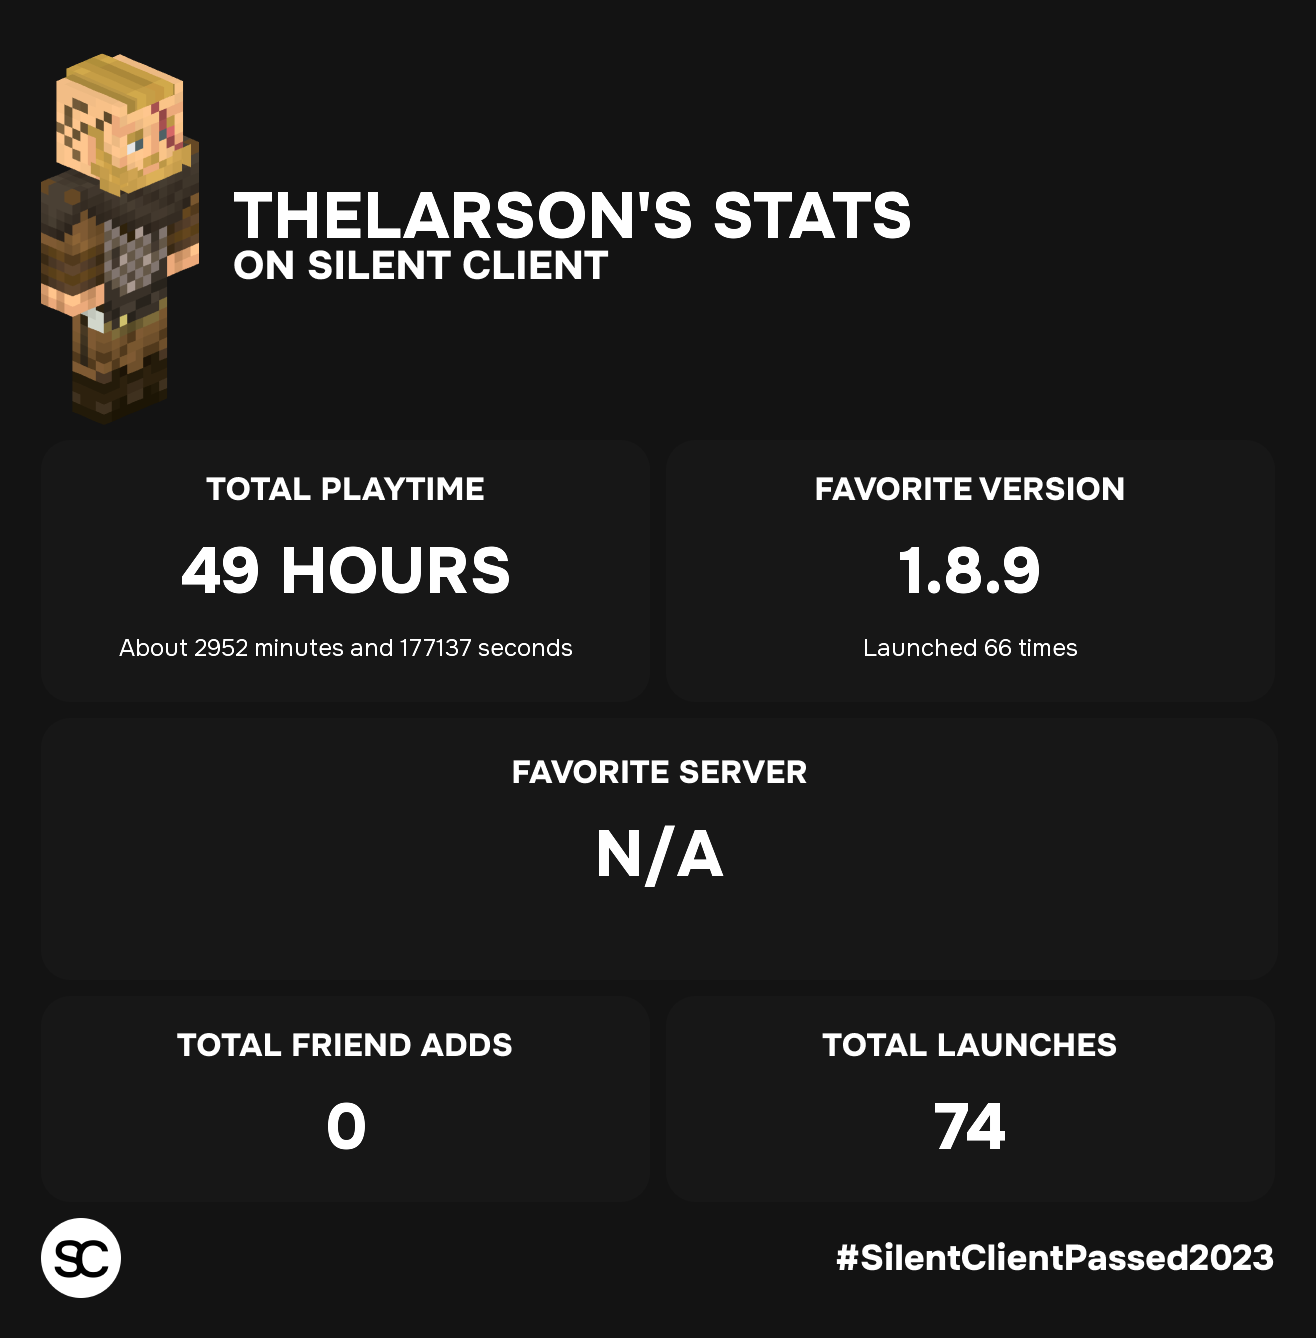 THELARSON'S STATS
ON SILENT CLIENT
TOTAL PLAYTIME
49 HOURS
About 2952 minutes and 177137 seconds
FAVORITE VERSION
1.8.9
Launched 66 times
FAVORITE SERVER
N/A
TOTAL FRIEND ADDS
0
TOTAL LAUNCHES
74
SC
#SilentClientPassed2023